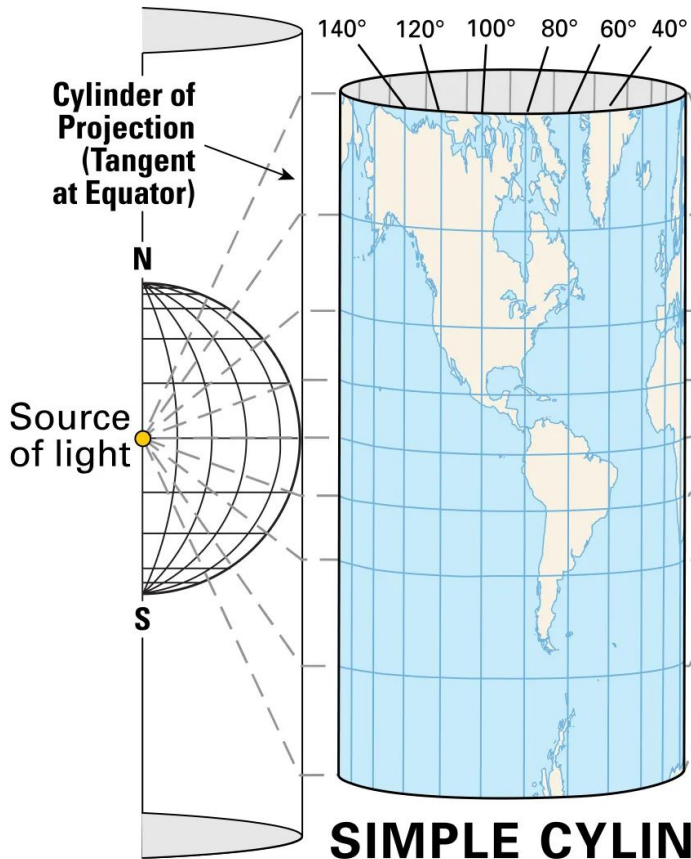 140° 120° 100° 80° 60° 40°
Cylinder of
Projection
(Tangent
at Equator)
N
Source
of light
S
SIMPLE CYLIN